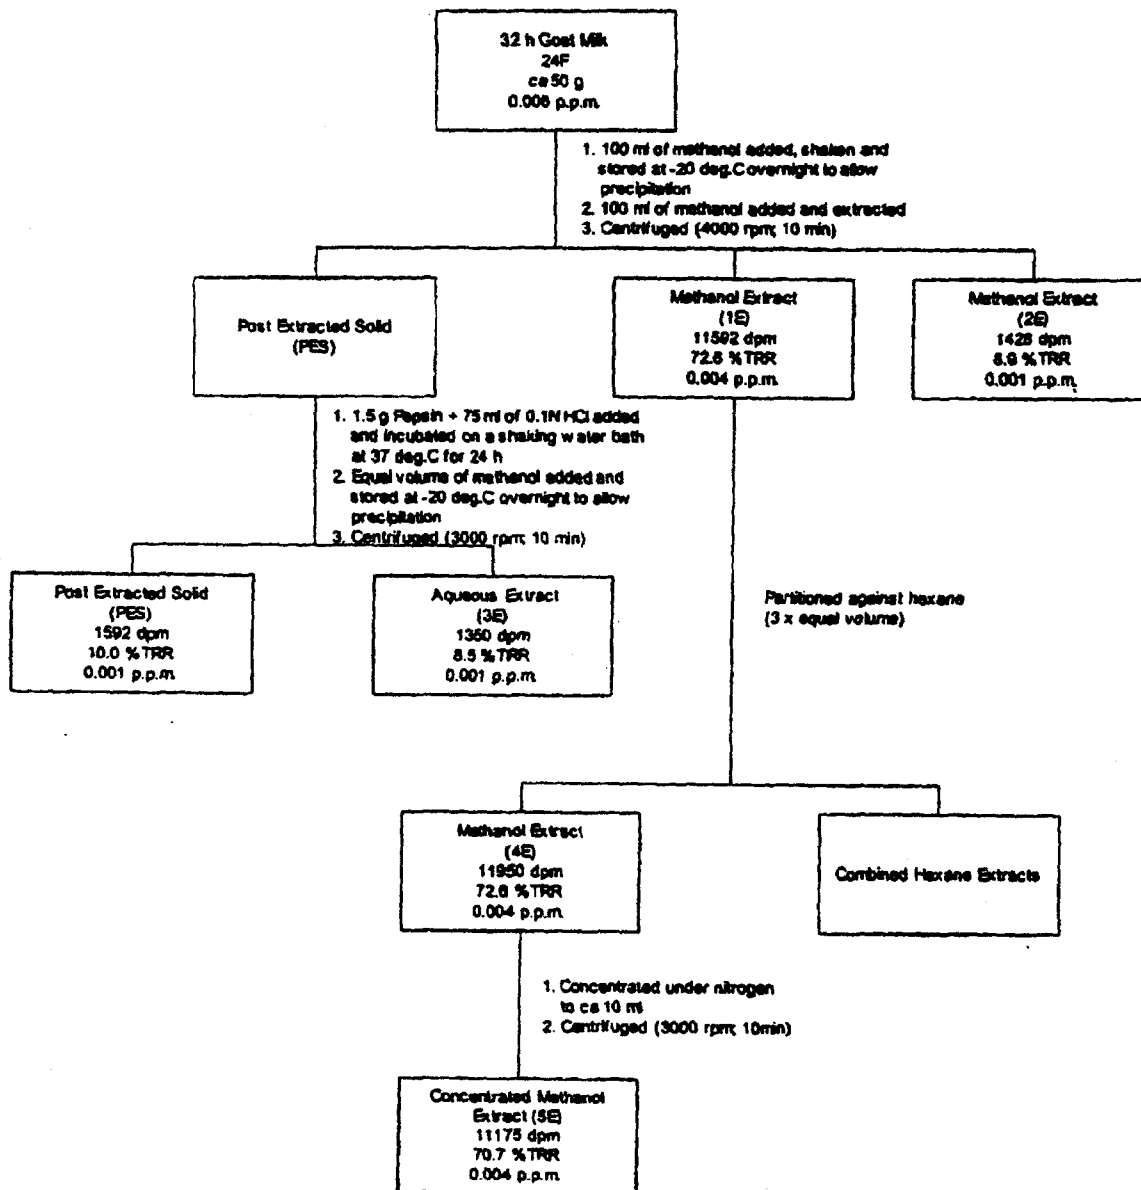 32 h Goat Milk
24F
ca 50 g
0.006 p.p.m.
1. 100 ml of methanol added, shaken and
stored at -20 deg.C overnight to allow
precipitation
2. 100 ml of methanol added and extracted
3. Centrifuged (4000 rpm; 10 min)
Post Extracted Solid
(PES)
Methanol Extract
(1E)
11592 dpm
72.6 %TRR
0.004 p.p.m.
Methanol Extract
(2E)
1428 dpm
8.9 %TRR
0.001 p.p.m.
1. 1.5 g Pepsin + 75 ml of 0.1N HCl added
and incubated on a shaking water bath
at 37 deg.C for 24 h
2. Equal volume of methanol added and
stored at -20 deg.C overnight to allow
precipitation
3. Centrifuged (3000 rpm; 10 min)
Post Extracted Solid
(PES)
1592 dpm
10.0 %TRR
0.001 p.p.m.
Aqueous Extract
(3E)
1350 dpm
8.5 %TRR
0.001 p.p.m.
Partitioned against hexane
(3 x equal volume)
Methanol Extract
(4E)
11950 dpm
72.6 %TRR
0.004 p.p.m.
Combined Hexane Extracts
1. Concentrated under nitrogen
to ca 10 ml
2. Centrifuged (3000 rpm; 10min)
Concentrated Methanol
Extract (5E)
11175 dpm
70.7 %TRR
0.004 p.p.m.